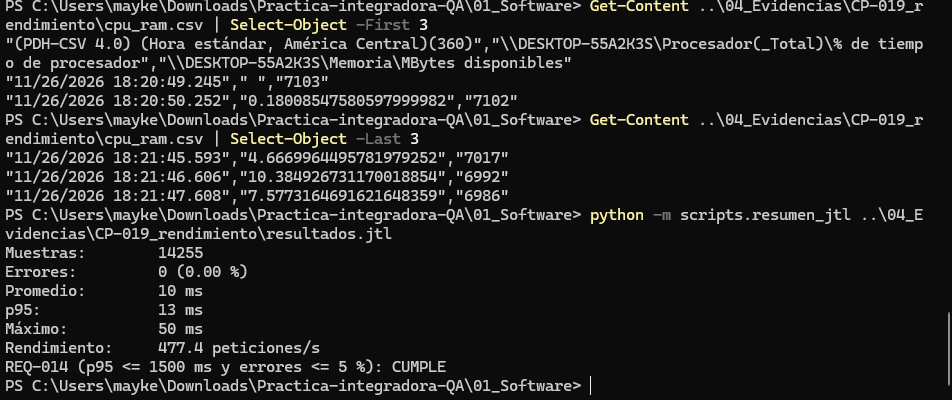 PS C:\Users\mayke\Downloads\Practica-integradora-QA\01_Software> Get-Content ..\04_Evidencias\CP-019_r
endimiento\cpu_ram.csv | Select-Object -First 3
"(PDH-CSV 4.0) (Hora estándar, América Central)(360)","\\DESKTOP-55A2K3S\Procesador(_Total)\% de tiemp
o de procesador","\\DESKTOP-55A2K3S\Memoria\MBytes disponibles"
"11/26/2026 18:20:49.245"," ","7103"
"11/26/2026 18:20:50.252","0.18008547580597999982","7102"
PS C:\Users\mayke\Downloads\Practica-integradora-QA\01_Software> Get-Content ..\04_Evidencias\CP-019_r
endimiento\cpu_ram.csv | Select-Object -Last 3
"11/26/2026 18:21:45.593","4.6669964495781979252","7017"
"11/26/2026 18:21:46.606","10.384926731170018854","6992"
"11/26/2026 18:21:47.608","7.5773164691621648359","6986"
PS C:\Users\mayke\Downloads\Practica-integradora-QA\01_Software> python -m scripts.resumen_jtl ..\04_E
videncias\CP-019_rendimiento\resultados.jtl
Muestras:        14255
Errores:         0 (0.00 %)
Promedio:        10 ms
p95:             13 ms
Máximo:          50 ms
Rendimiento:     477.4 peticiones/s
REQ-014 (p95 <= 1500 ms y errores <= 5 %): CUMPLE
PS C:\Users\mayke\Downloads\Practica-integradora-QA\01_Software>